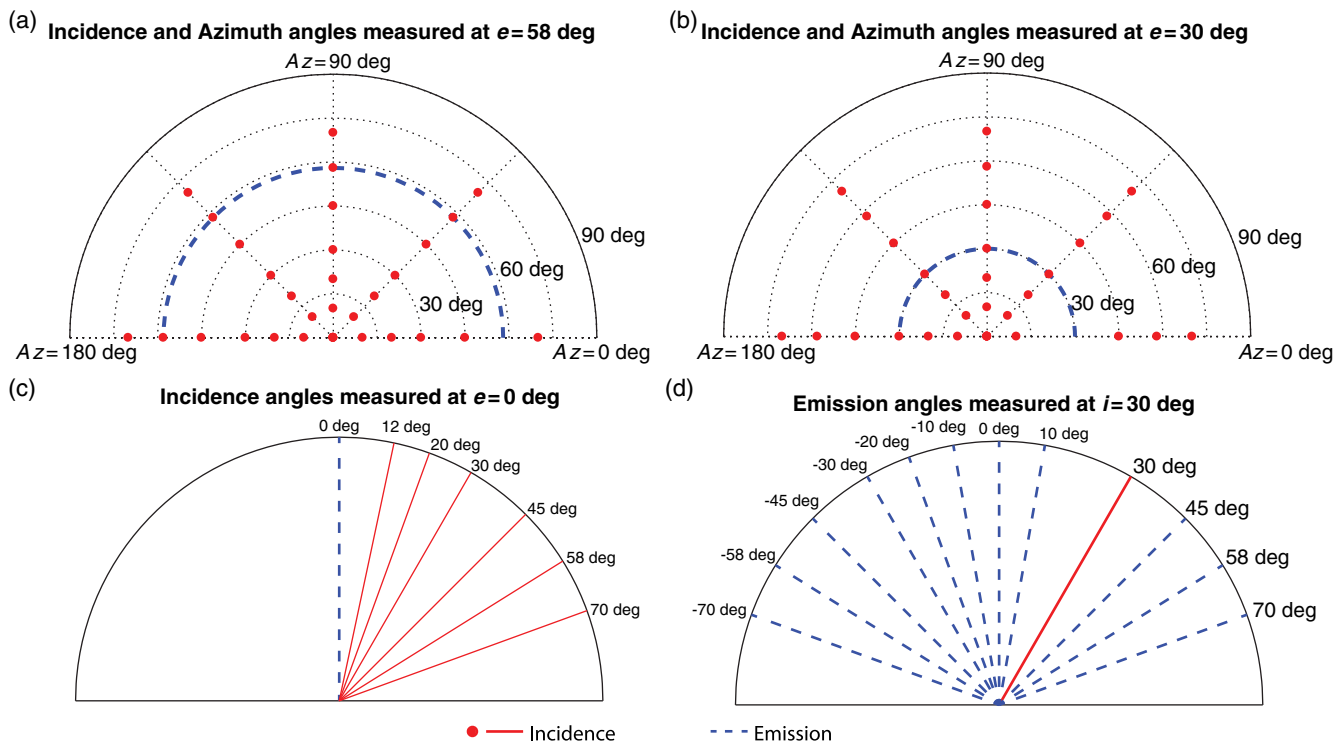 (a)
Incidence and Azimuth angles measured at e=58 deg
Az=90 deg
90 deg
60 deg
30 deg
Az=180 deg
Az=0 deg
(b)
Incidence and Azimuth angles measured at e=30 deg
Az=90 deg
90 deg
60 deg
30 deg
Az=180 deg
Az=0 deg
(c)
Incidence angles measured at e=0 deg
0 deg
12 deg
20 deg
30 deg
45 deg
58 deg
70 deg
(d)
Emission angles measured at i=30 deg
-70 deg
-58 deg
-45 deg
-30 deg
-20 deg
-10 deg
0 deg
10 deg
30 deg
45 deg
58 deg
70 deg
Incidence
Emission